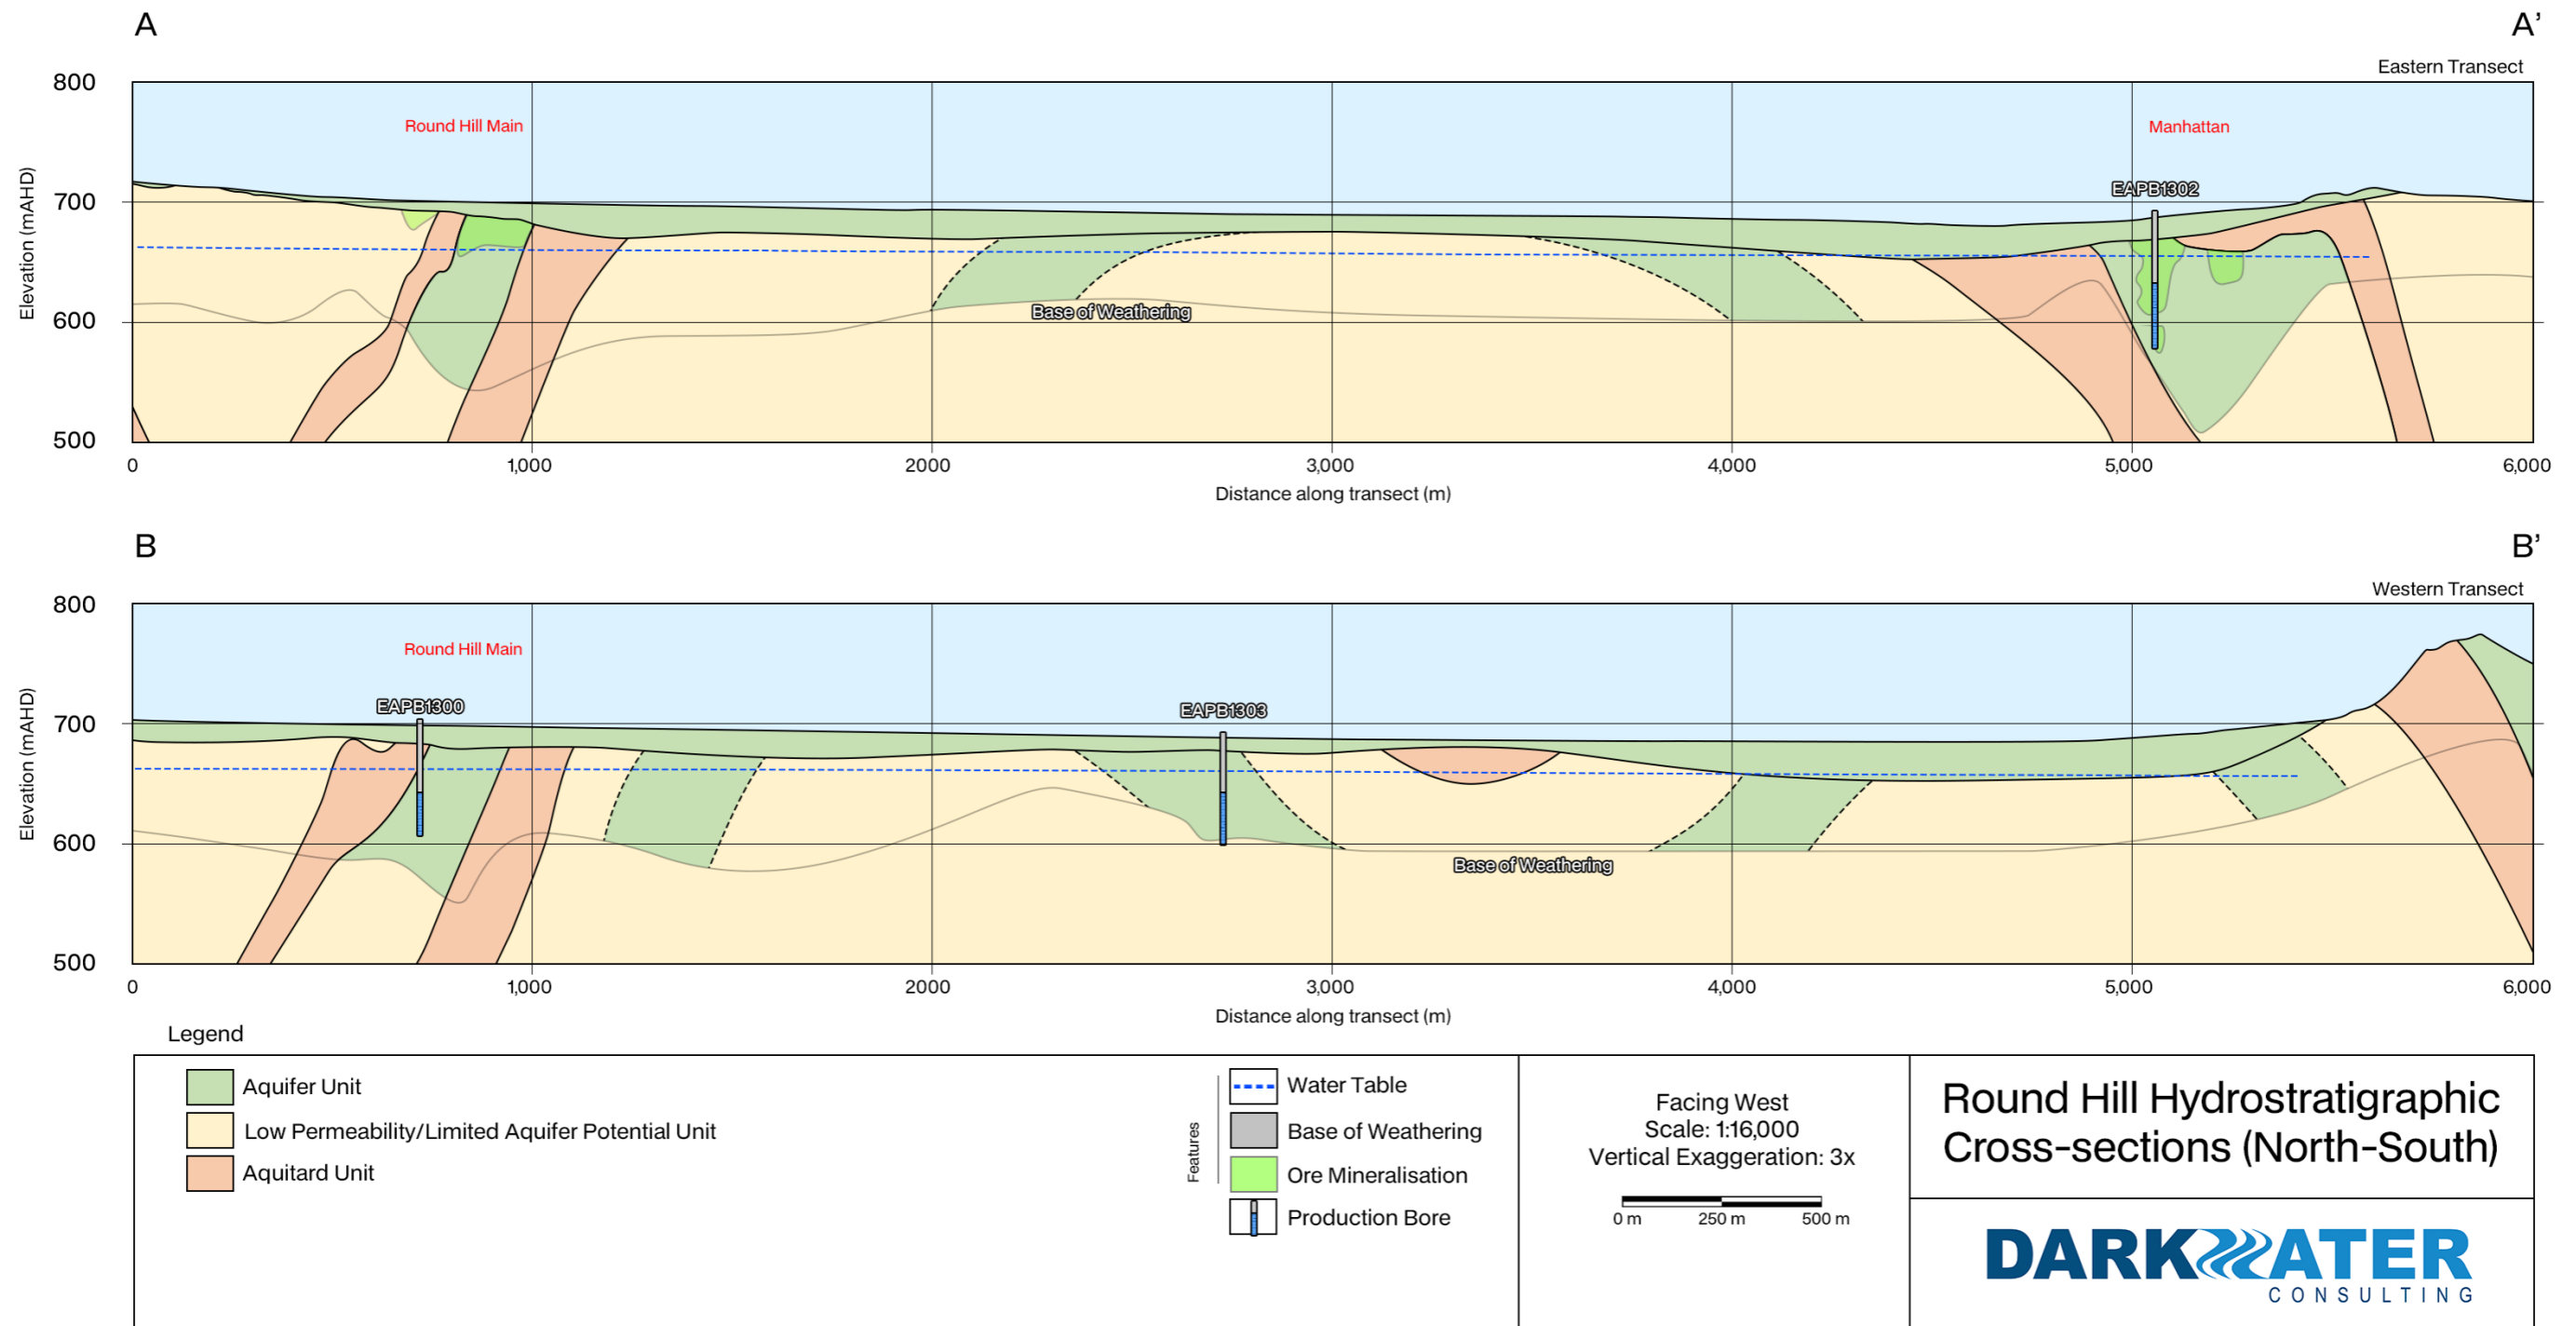 A
A’
Eastern Transect
800
700
600
500
Elevation (mAHD)
Round Hill Main
Manhattan
EAPB1302
Base of Weathering
0
1,000
2000
3,000
4,000
5,000
6,000
Distance along transect (m)
B
B’
Western Transect
800
700
600
500
Elevation (mAHD)
Round Hill Main
EAPB1300
EAPB1303
Base of Weathering
0
1,000
2000
3,000
4,000
5,000
6,000
Distance along transect (m)
Legend
Aquifer Unit
Low Permeability/Limited Aquifer Potential Unit
Aquitard Unit
Features
Water Table
Base of Weathering
Ore Mineralisation
Production Bore
Facing West
Scale: 1:16,000
Vertical Exaggeration: 3x
0 m
250 m
500 m
Round Hill Hydrostratigraphic
Cross-sections (North-South)
DARKWATER
CONSULTING